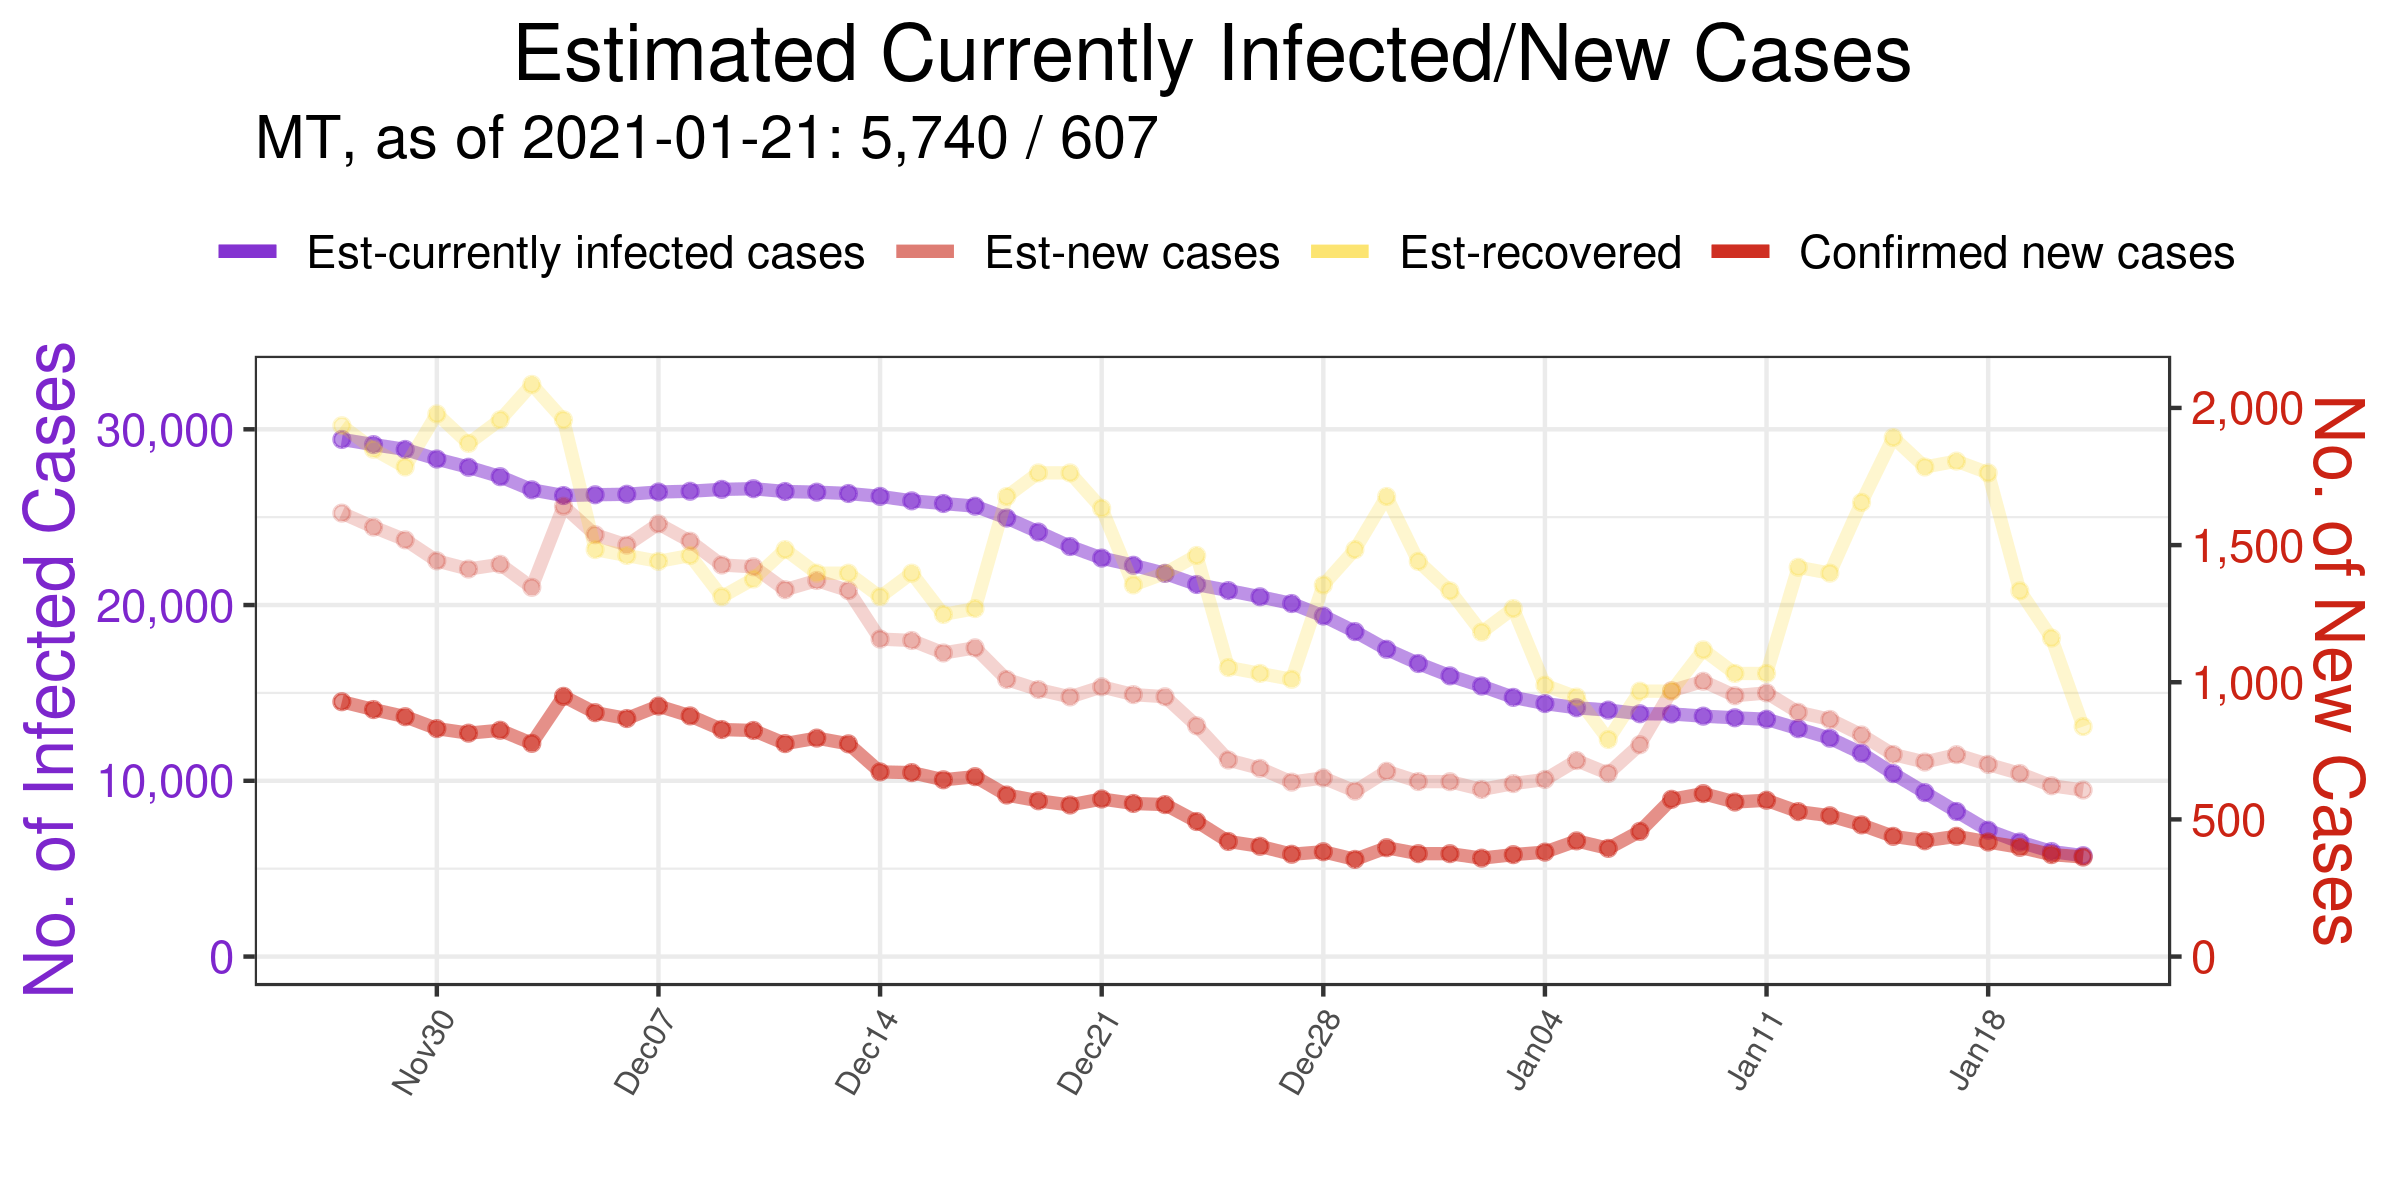 Estimated Currently Infected/New Cases
MT, as of 2021-01-21: 5,740 / 607
Est-currently infected cases Est-new cases Est-recovered Confirmed new cases
No. of Infected Cases
30,000
20,000
10,000
0
2,000
1,500
1,000
500
0
No. of New Cases
Nov30 Dec07 Dec14 Dec21 Dec28 Jan04 Jan11 Jan18